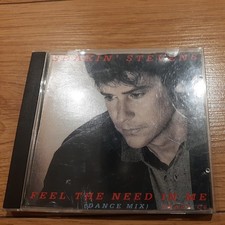 SHAKIN' STEVENS
FEEL THE NEED IN ME
(DANCE MIX)